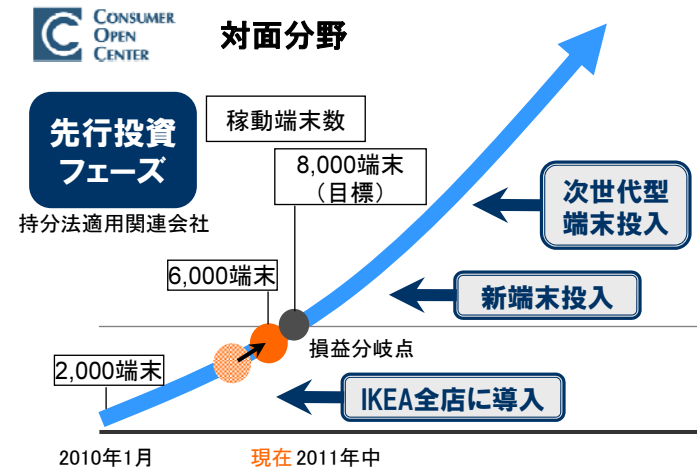 CONSUMER
OPEN
CENTER
対面分野
先行投資
フェーズ
稼動端末数
8,000端末
（目標）
持分法適用関連会社
次世代型
端末投入
6,000端末
新端末投入
損益分岐点
2,000端末
IKEA全店に導入
2010年1月
現在 2011年中